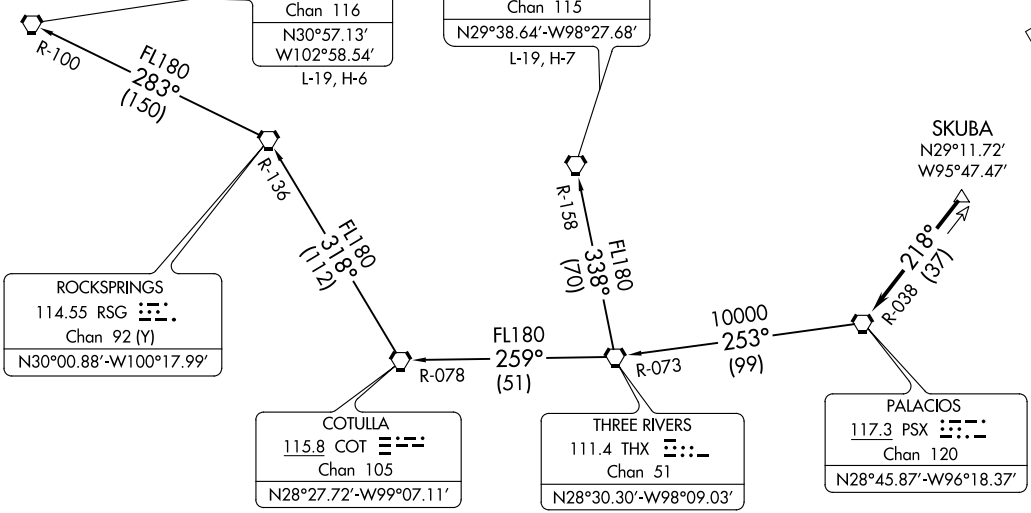 Chan 116
N30°57.13'
W102°58.54'
L-19, H-6
Chan 115
N29°38.64'-W98°27.68'
L-19, H-7
R-100
FL180
283°
(150)
R-136
ROCKSPRINGS
114.55 RSG
Chan 92 (Y)
N30°00.88'-W100°17.99'
FL180
318°
(112)
R-158
FL180
338°
(70)
SKUBA
N29°11.72'
W95°47.47'
218°
(37)
R-038
10000
253°
(99)
R-073
FL180
259°
(51)
R-078
COTULLA
115.8 COT
Chan 105
N28°27.72'-W99°07.11'
THREE RIVERS
111.4 THX
Chan 51
N28°30.30'-W98°09.03'
PALACIOS
117.3 PSX
Chan 120
N28°45.87'-W96°18.37'